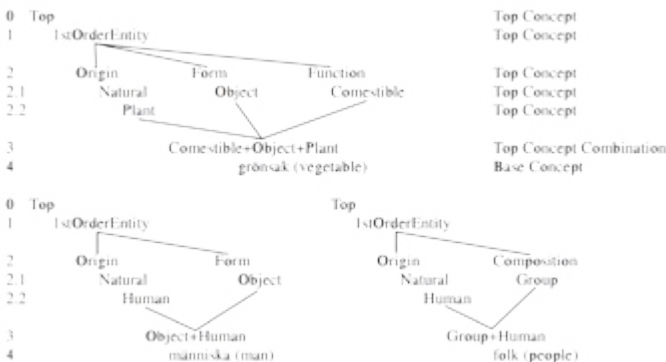 0 Top Top Concept
1 1stOrderEntity Top Concept
2 Origin Form Function Top Concept
2.1 Natural Object Comestible Top Concept
2.2 Plant Top Concept
3 Comestible+Object+Plant Top Concept Combination
4 grönsak (vegetable) Base Concept
0 Top Top
1 1stOrderEntity 1stOrderEntity
2 Origin Form Origin Composition
2.1 Natural Object Natural Group
2.2 Human Human
3 Object+Human Group+Human
4 människa (man) folk (people)